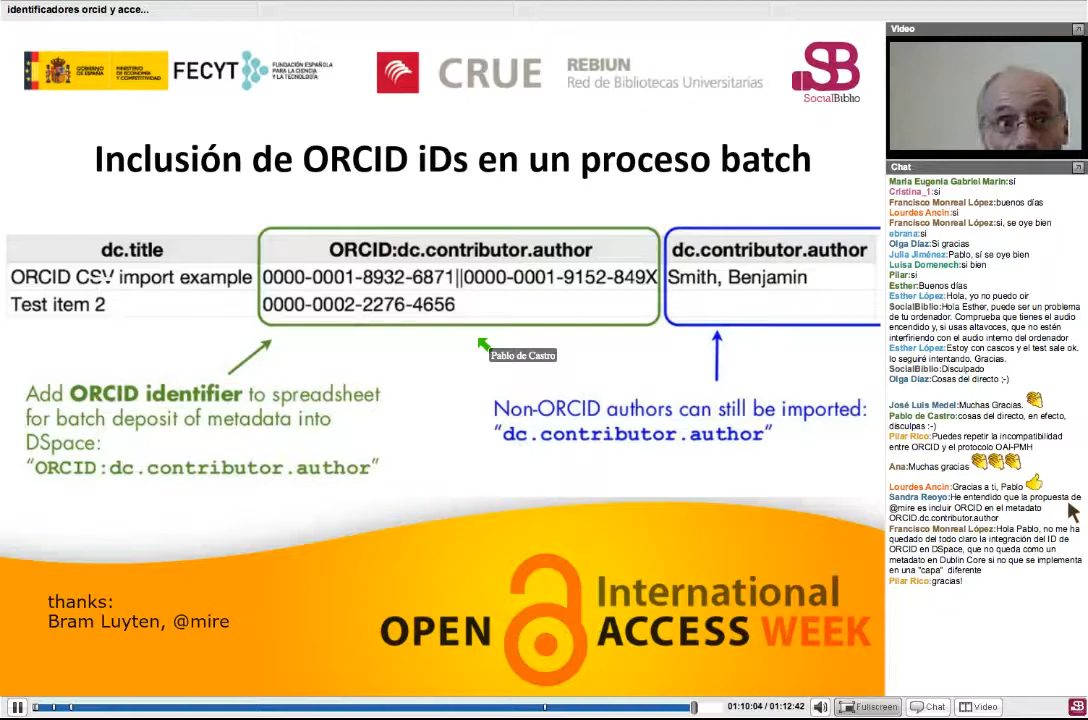 identificadores orcid y acce...
GOBIERNO DE ESPAÑA
MINISTERIO DE ECONOMÍA Y COMPETITIVIDAD
FECYT
FUNDACIÓN ESPAÑOLA
PARA LA CIENCIA
Y LA TECNOLOGÍA
CRUE
REBIUN
Red de Bibliotecas Universitarias
SB
SocialBiblio
Inclusión de ORCID iDs en un proceso batch
dc.title
ORCID:dc.contributor.author
dc.contributor.author
ORCID CSV import example
0000-0001-8932-6871||0000-0001-9152-849X
Smith, Benjamin
Test item 2
0000-0002-2276-4656
Pablo de Castro
Add ORCID identifier to spreadsheet
for batch deposit of metadata into
DSpace:
"ORCID:dc.contributor.author"
Non-ORCID authors can still be imported:
"dc.contributor.author"
thanks:
Bram Luyten, @mire
International
OPEN ACCESS WEEK
Video
Chat
Maria Eugenia Gabriel Marin:sí
Cristina_1:si
Francisco Monreal López:buenos días
Lourdes Ancin:si
Francisco Monreal López:si, se oye bien
ebrana:si
Olga Díaz:Si gracias
Julia Jiménez:Pablo, sí se oye bien
Luisa Domenech:si bien
Pilar:si
Esther:Buenos días
Esther López:Hola, yo no puedo oir
SocialBiblio:Hola Esther, puede ser un problema
de tu ordenador. Comprueba que tienes el audio
encendido y, si usas altavoces, que no estén
interfiriendo con el audio interno del ordenador
Esther López:Estoy con cascos y el test sale ok.
lo seguiré intentando. Gracias.
SocialBiblio:Disculpado
Olga Díaz:Cosas del directo ;-)
José Luis Medel:Muchas Gracias.
Pablo de Castro:cosas del directo, en efecto,
disculpas :-)
Pilar Rico:Puedes repetir la incompatibilidad
entre ORCID y el protocolo OAI-PMH
Ana:Muchas gracias
Lourdes Ancin:Gracias a ti, Pablo
Sandra Reoyo:He entendido que la propuesta de
@mire es incluir ORCID en el metadato
ORCID.dc.contributor.author
Francisco Monreal López:Hola Pablo, no me ha
quedado del todo claro la integración del ID de
ORCID en DSpace, que no queda como un
metadato en Dublin Core si no que se implementa
en una "capa" diferente
Pilar Rico:gracias!
01:10:04 / 01:12:42
Fullscreen
Chat
Video
SB